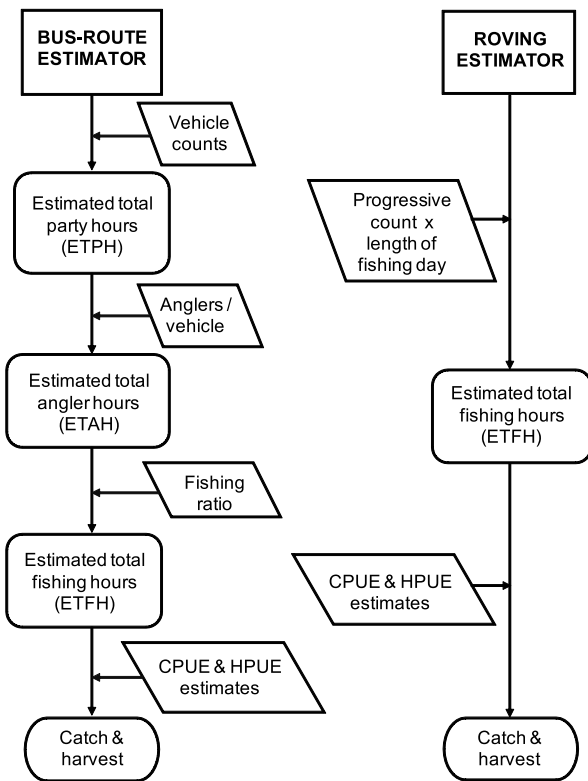 BUS-ROUTE
ESTIMATOR
Vehicle
counts
Estimated total
party hours
(ETPH)
Anglers /
vehicle
Estimated total
angler hours
(ETAH)
Fishing
ratio
Estimated total
fishing hours
(ETFH)
CPUE & HPUE
estimates
Catch &
harvest
ROVING
ESTIMATOR
Progressive
count x
length of
fishing day
Estimated total
fishing hours
(ETFH)
CPUE & HPUE
estimates
Catch &
harvest